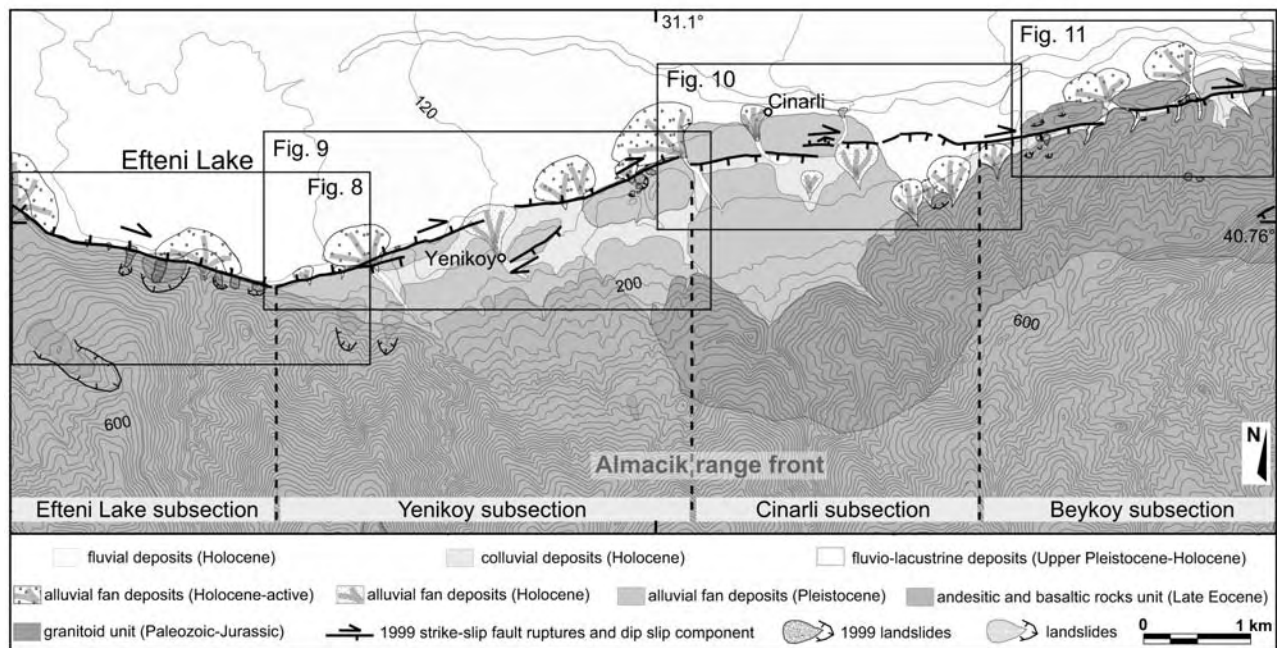 31.1°
Fig. 11
Fig. 10
Cinarli
120
Efteni Lake
Fig. 9
Fig. 8
Yenikoy
40.76°
200
600
600
N
Almacik range front
Efteni Lake subsection
Yenikoy subsection
Cinarli subsection
Beykoy subsection
fluvial deposits (Holocene)
colluvial deposits (Holocene)
fluvio-lacustrine deposits (Upper Pleistocene-Holocene)
alluvial fan deposits (Holocene-active)
alluvial fan deposits (Holocene)
alluvial fan deposits (Pleistocene)
andesitic and basaltic rocks unit (Late Eocene)
granitoid unit (Paleozoic-Jurassic)
1999 strike-slip fault ruptures and dip slip component
1999 landslides
landslides
0 1 km